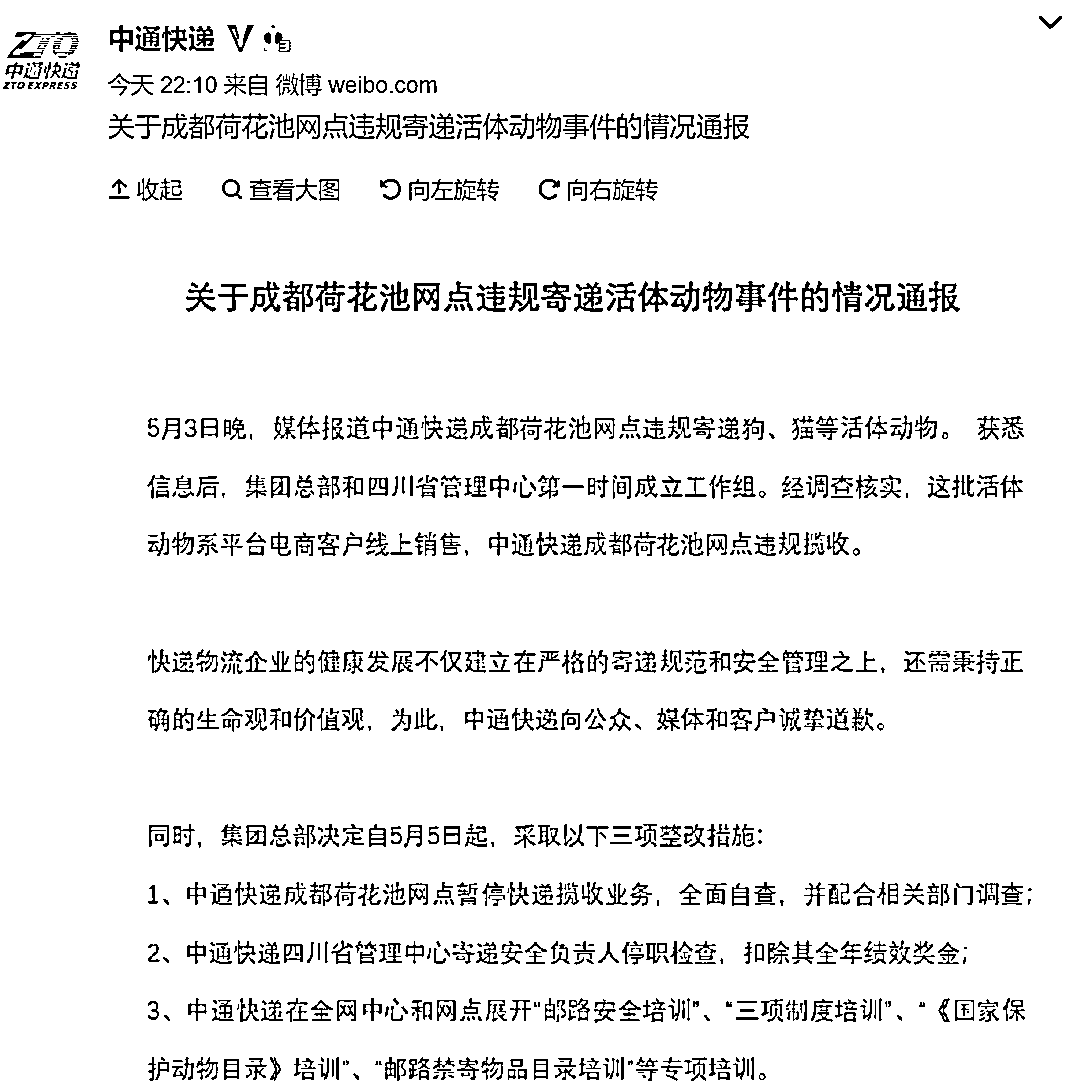 ZTO
中通快递
ZTO EXPRESS
中通快递
今天 22:10 来自 微博 weibo.com
关于成都荷花池网点违规寄递活体动物事件的情况通报
收起 查看大图 向左旋转 向右旋转
关于成都荷花池网点违规寄递活体动物事件的情况通报
5月3日晚，媒体报道中通快递成都荷花池网点违规寄递狗、猫等活体动物。 获悉
信息后，集团总部和四川省管理中心第一时间成立工作组。经调查核实，这批活体
动物系平台电商客户线上销售，中通快递成都荷花池网点违规揽收。
快递物流企业的健康发展不仅建立在严格的寄递规范和安全管理之上，还需秉持正
确的生命观和价值观，为此，中通快递向公众、媒体和客户诚挚道歉。
同时，集团总部决定自5月5日起，采取以下三项整改措施：
1、中通快递成都荷花池网点暂停快递揽收业务，全面自查，并配合相关部门调查；
2、中通快递四川省管理中心寄递安全负责人停职检查，扣除其全年绩效奖金；
3、中通快递在全网中心和网点展开“邮路安全培训”、“三项制度培训”、“《国家保
护动物目录》培训”、“邮路禁寄物品目录培训”等专项培训。